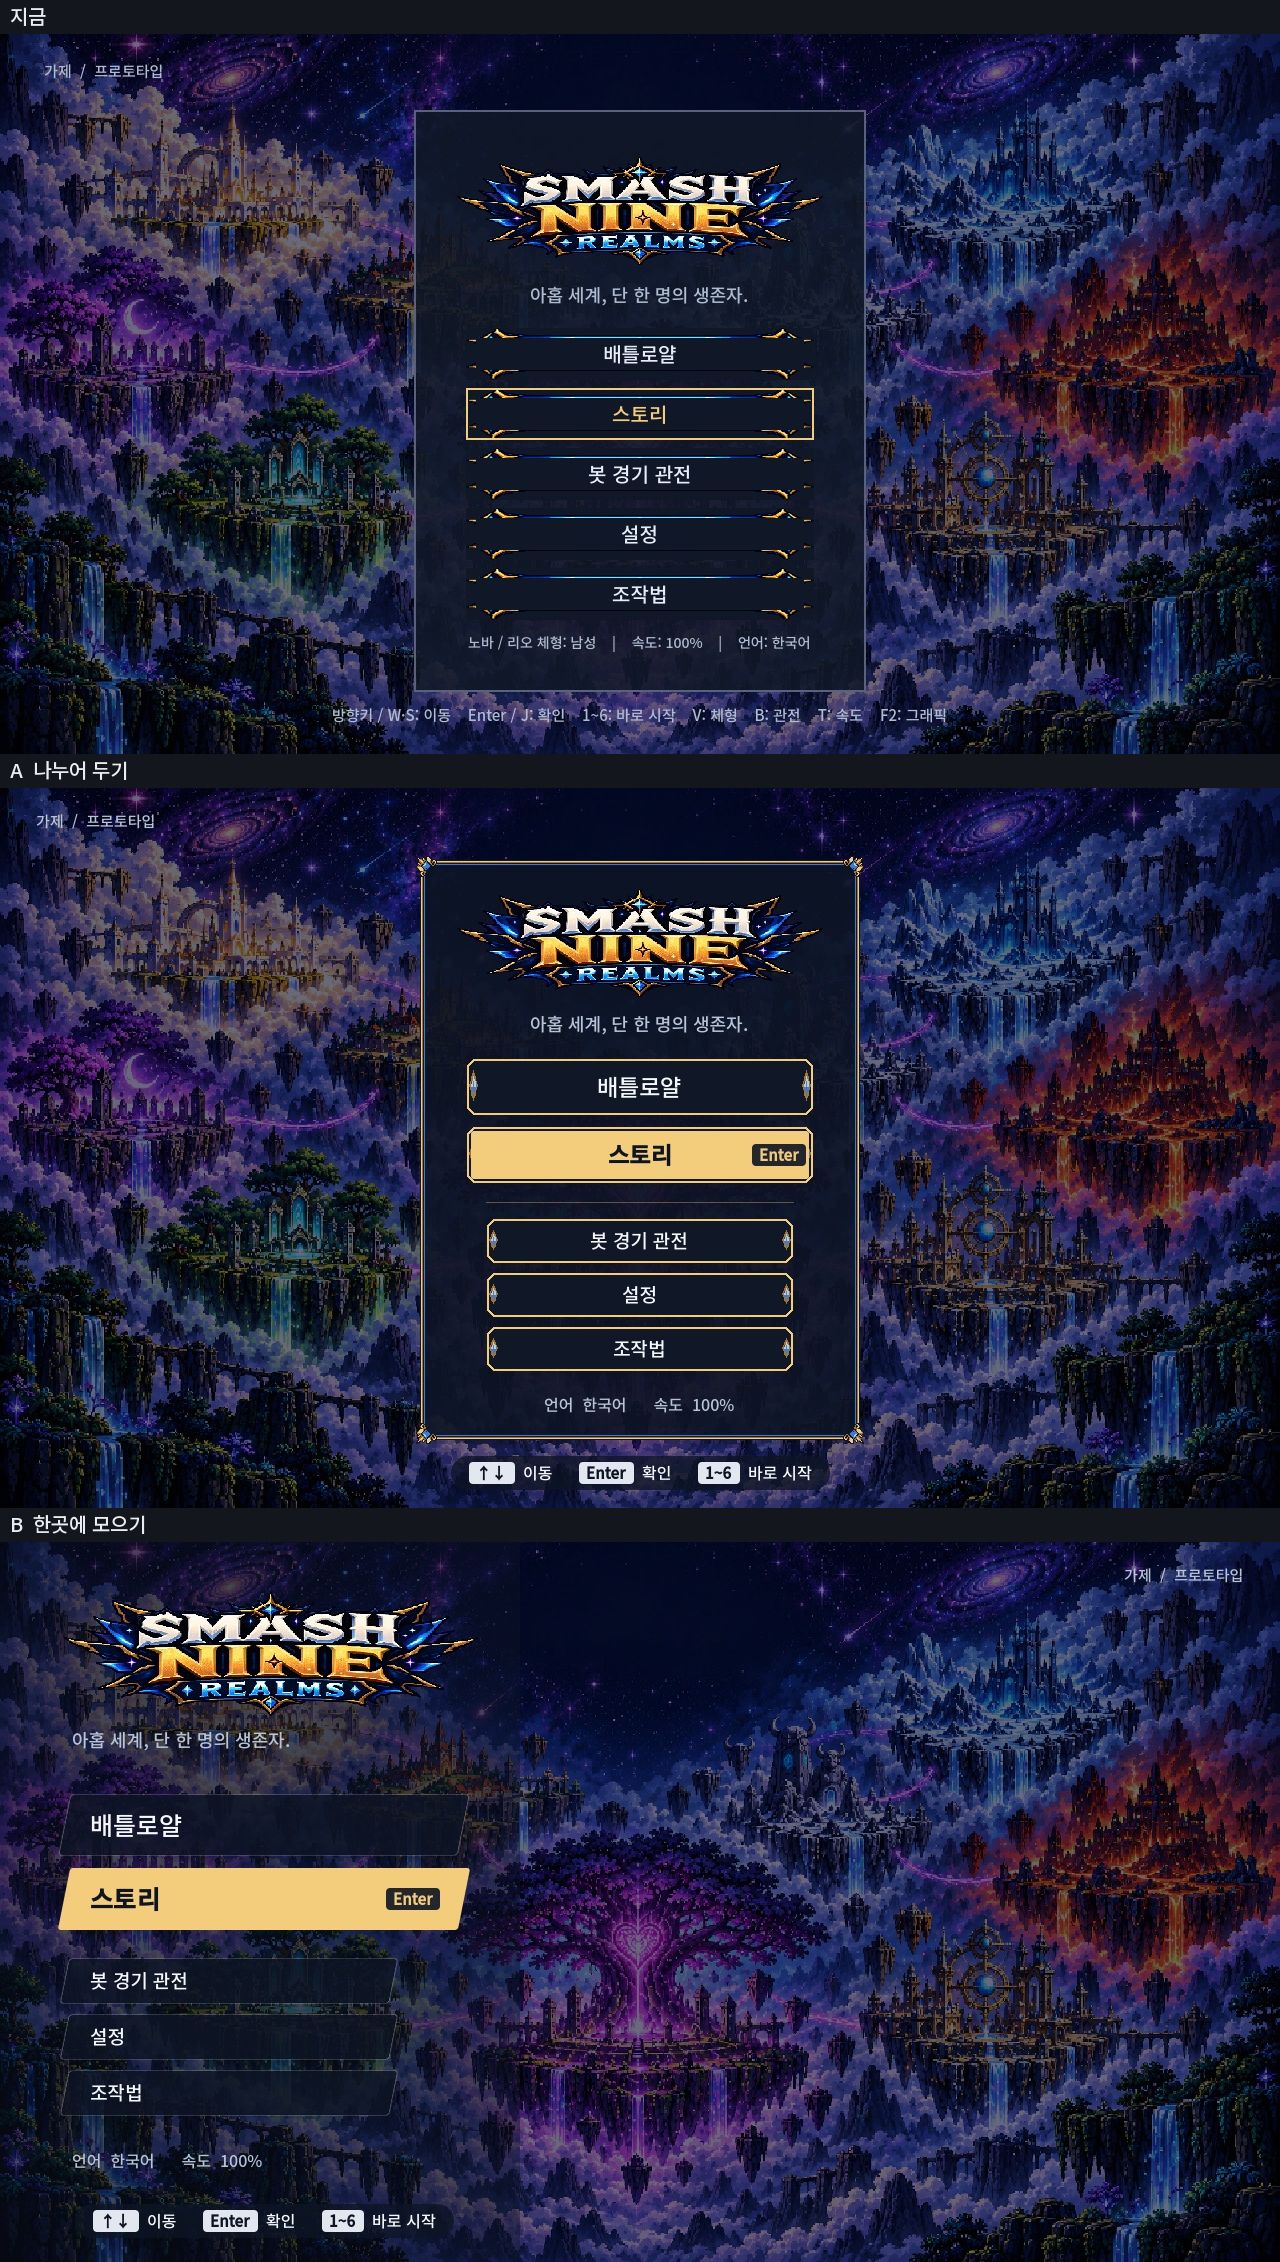 지금
가제 / 프로토타입
SMASH
NINE
REALMS
아홉 세계, 단 한 명의 생존자.
배틀로얄
스토리
봇 경기 관전
설정
조작법
노바 / 리오 체형: 남성 | 속도: 100% | 언어: 한국어
방향키 / W·S: 이동 Enter / J: 확인 1~6: 바로 시작 V: 체형 B: 관전 T: 속도 F2: 그래픽
A 나누어 두기
가제 / 프로토타입
SMASH
NINE
REALMS
아홉 세계, 단 한 명의 생존자.
배틀로얄
스토리 Enter
봇 경기 관전
설정
조작법
언어 한국어 속도 100%
↑↓ 이동 Enter 확인 1~6 바로 시작
B 한곳에 모으기
가제 / 프로토타입
SMASH
NINE
REALMS
아홉 세계, 단 한 명의 생존자.
배틀로얄
스토리 Enter
봇 경기 관전
설정
조작법
언어 한국어 속도 100%
↑↓ 이동 Enter 확인 1~6 바로 시작